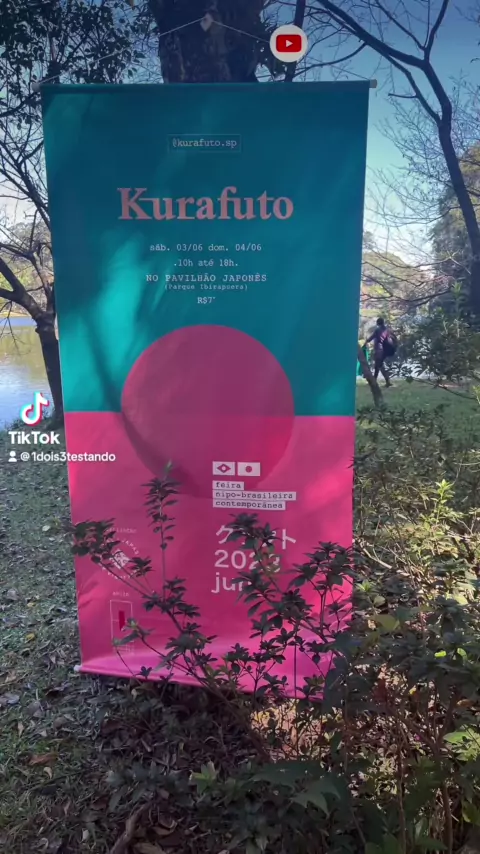 @kurafuto.sp
Kurafuto
sáb. 03/06 dom. 04/06
.10h até 18h.
NO PAVILHÃO JAPONÊS
(Parque Ibirapuera)
R$7*
TikTok
@1dois3testando
feira
nipo-brasileira
contemporânea